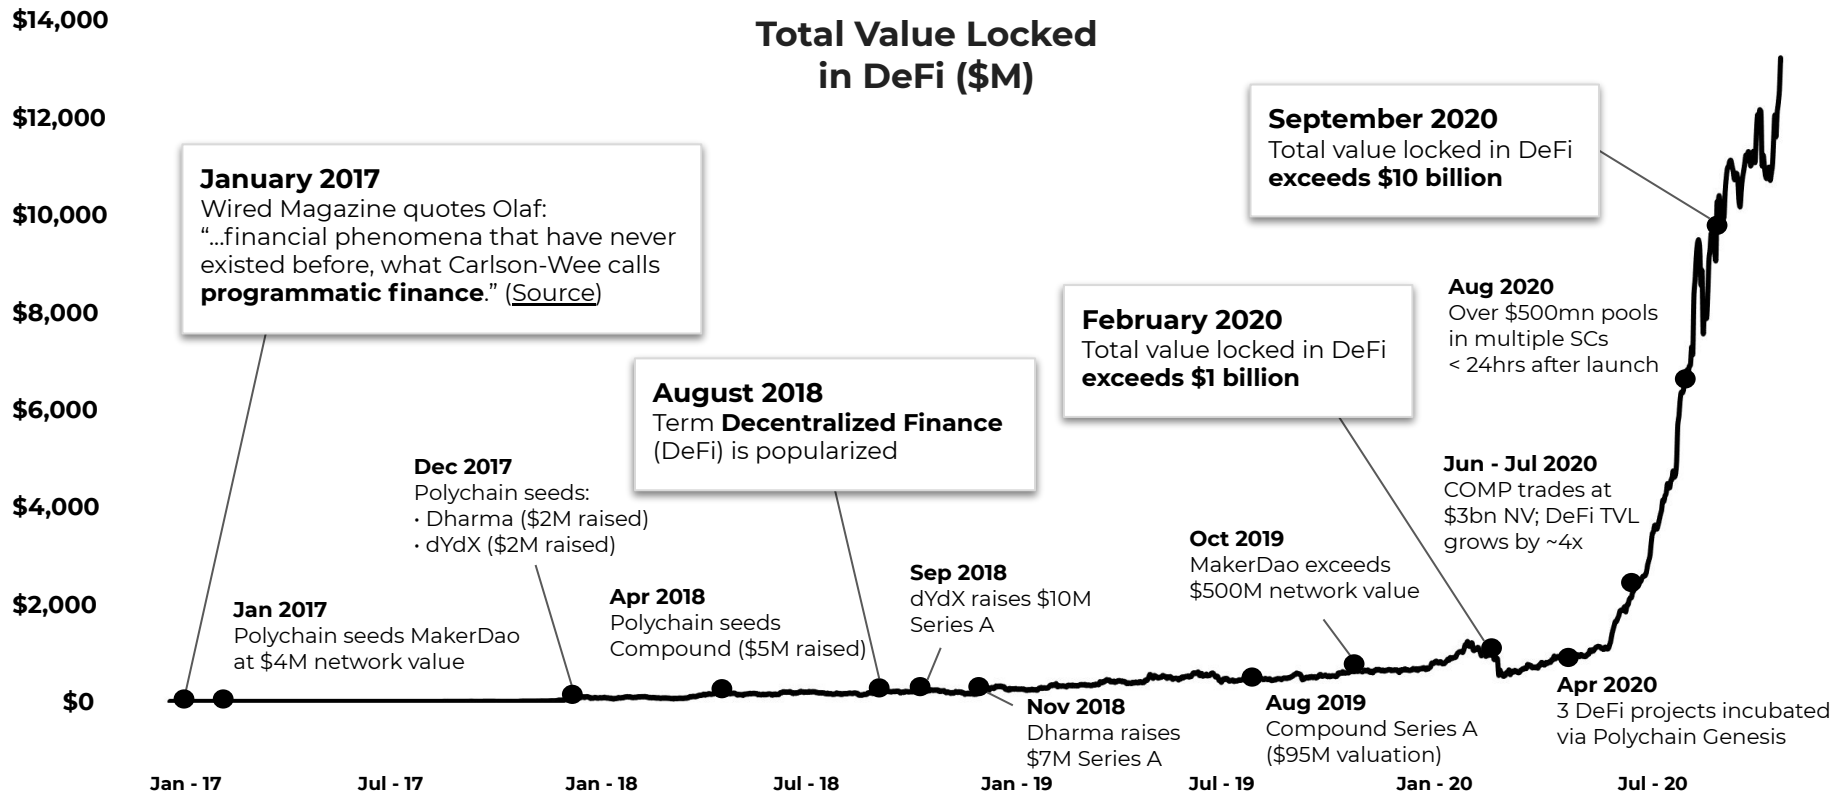 Total Value Locked
in DeFi ($M)
$14,000
$12,000
$10,000
$8,000
$6,000
$4,000
$2,000
$0
January 2017
Wired Magazine quotes Olaf:
“...financial phenomena that have never
existed before, what Carlson-Wee calls
programmatic finance.” (Source)
Jan 2017
Polychain seeds MakerDao
at $4M network value
Dec 2017
Polychain seeds:
• Dharma ($2M raised)
• dYdX ($2M raised)
Apr 2018
Polychain seeds
Compound ($5M raised)
August 2018
Term Decentralized Finance
(DeFi) is popularized
Sep 2018
dYdX raises $10M
Series A
Nov 2018
Dharma raises
$7M Series A
Aug 2019
Compound Series A
($95M valuation)
Oct 2019
MakerDao exceeds
$500M network value
February 2020
Total value locked in DeFi
exceeds $1 billion
Apr 2020
3 DeFi projects incubated
via Polychain Genesis
Jun - Jul 2020
COMP trades at
$3bn NV; DeFi TVL
grows by ~4x
Aug 2020
Over $500mn pools
in multiple SCs
< 24hrs after launch
September 2020
Total value locked in DeFi
exceeds $10 billion
Jan - 17
Jul - 17
Jan - 18
Jul - 18
Jan - 19
Jul - 19
Jan - 20
Jul - 20